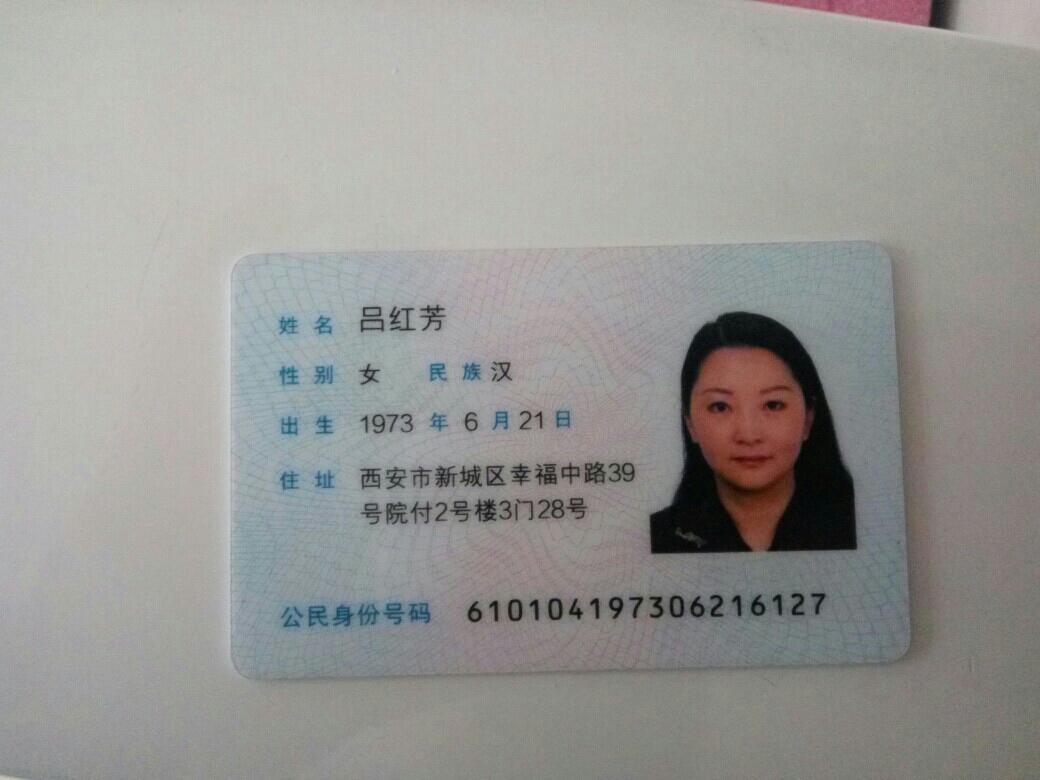 姓名 吕红芳
性别 女 民族 汉
出生 1973 年 6 月 21 日
住址 西安市新城区幸福中路39
号院付2号楼3门28号
公民身份号码 610104197306216127